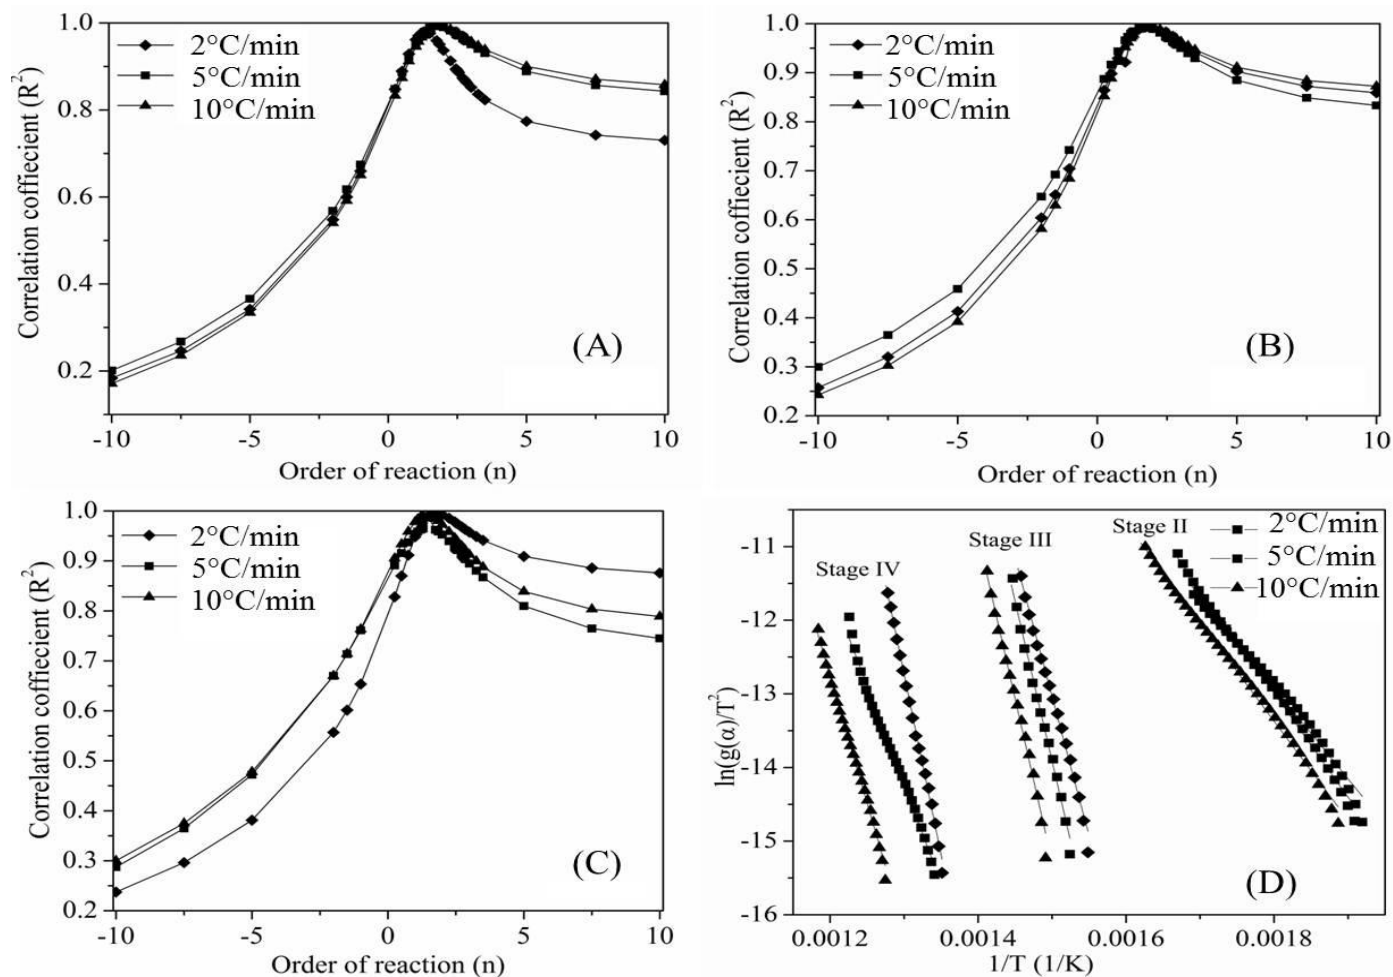 1.0
0.8
0.6
0.4
0.2
Correlation coffiecient (R²)
2°C/min
5°C/min
10°C/min
(A)
-10 -5 0 5 10
Order of reaction (n)
1.0
0.9
0.8
0.7
0.6
0.5
0.4
0.3
0.2
Correlation coffiecient (R²)
2°C/min
5°C/min
10°C/min
(B)
-10 -5 0 5 10
Order of reaction (n)
1.0
0.9
0.8
0.7
0.6
0.5
0.4
0.3
0.2
Correlation coffiecient (R²)
2°C/min
5°C/min
10°C/min
(C)
-10 -5 0 5 10
Order of reaction (n)
-11
-12
-13
-14
-15
-16
ln(g(α)/T²)
Stage IV
Stage III
Stage II
2°C/min
5°C/min
10°C/min
(D)
0.0012 0.0014 0.0016 0.0018
1/T (1/K)